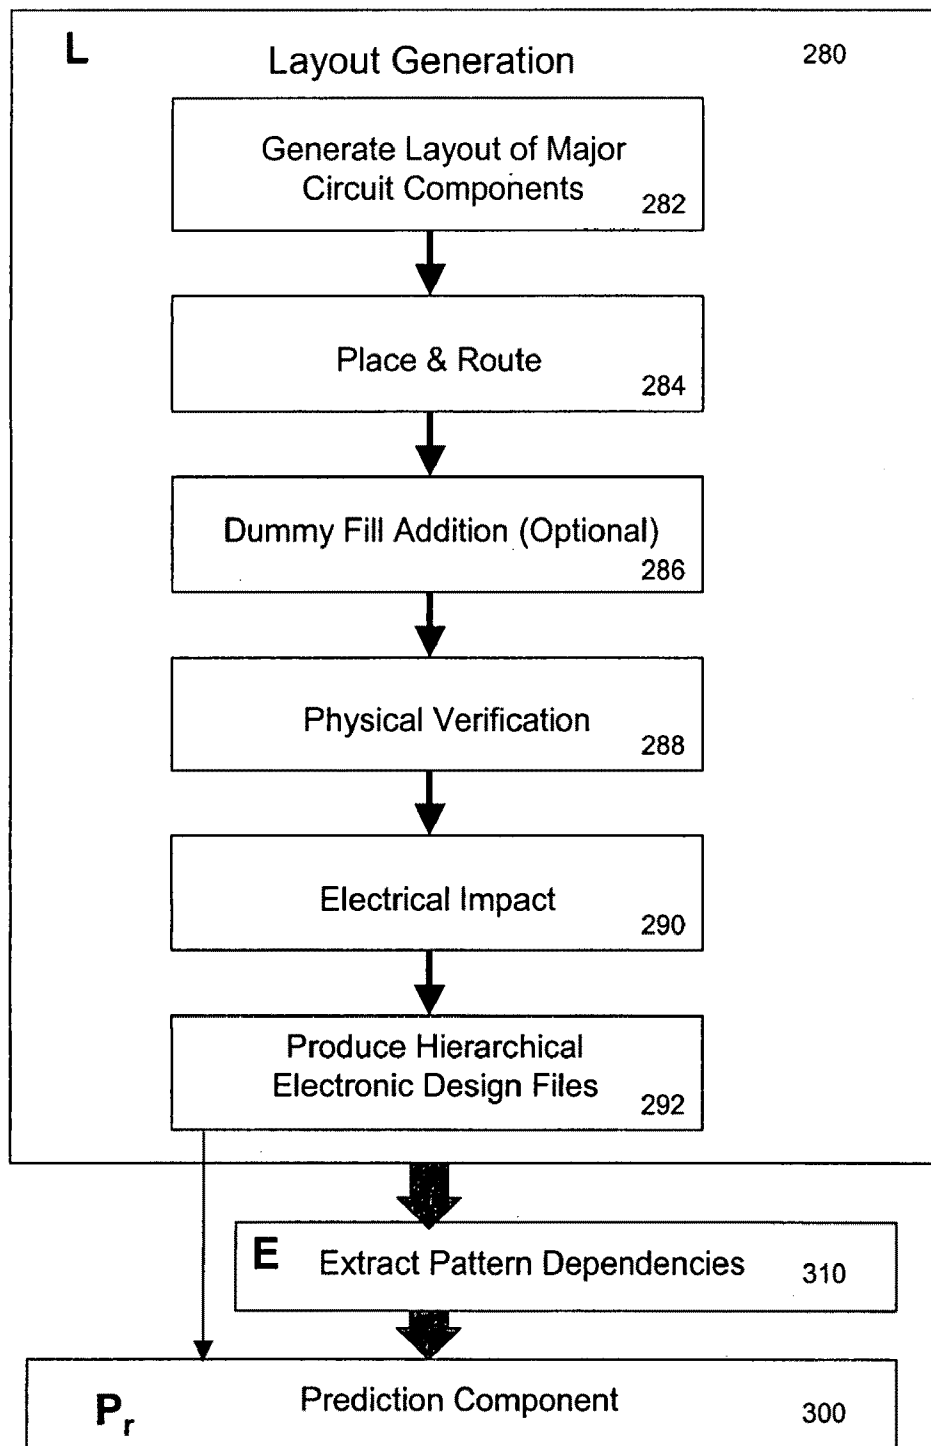 L
Layout Generation
280
Generate Layout of Major
Circuit Components
282
Place & Route
284
Dummy Fill Addition (Optional)
286
Physical Verification
288
Electrical Impact
290
Produce Hierarchical
Electronic Design Files
292
E
Extract Pattern Dependencies
310
Prediction Component
Pr
300